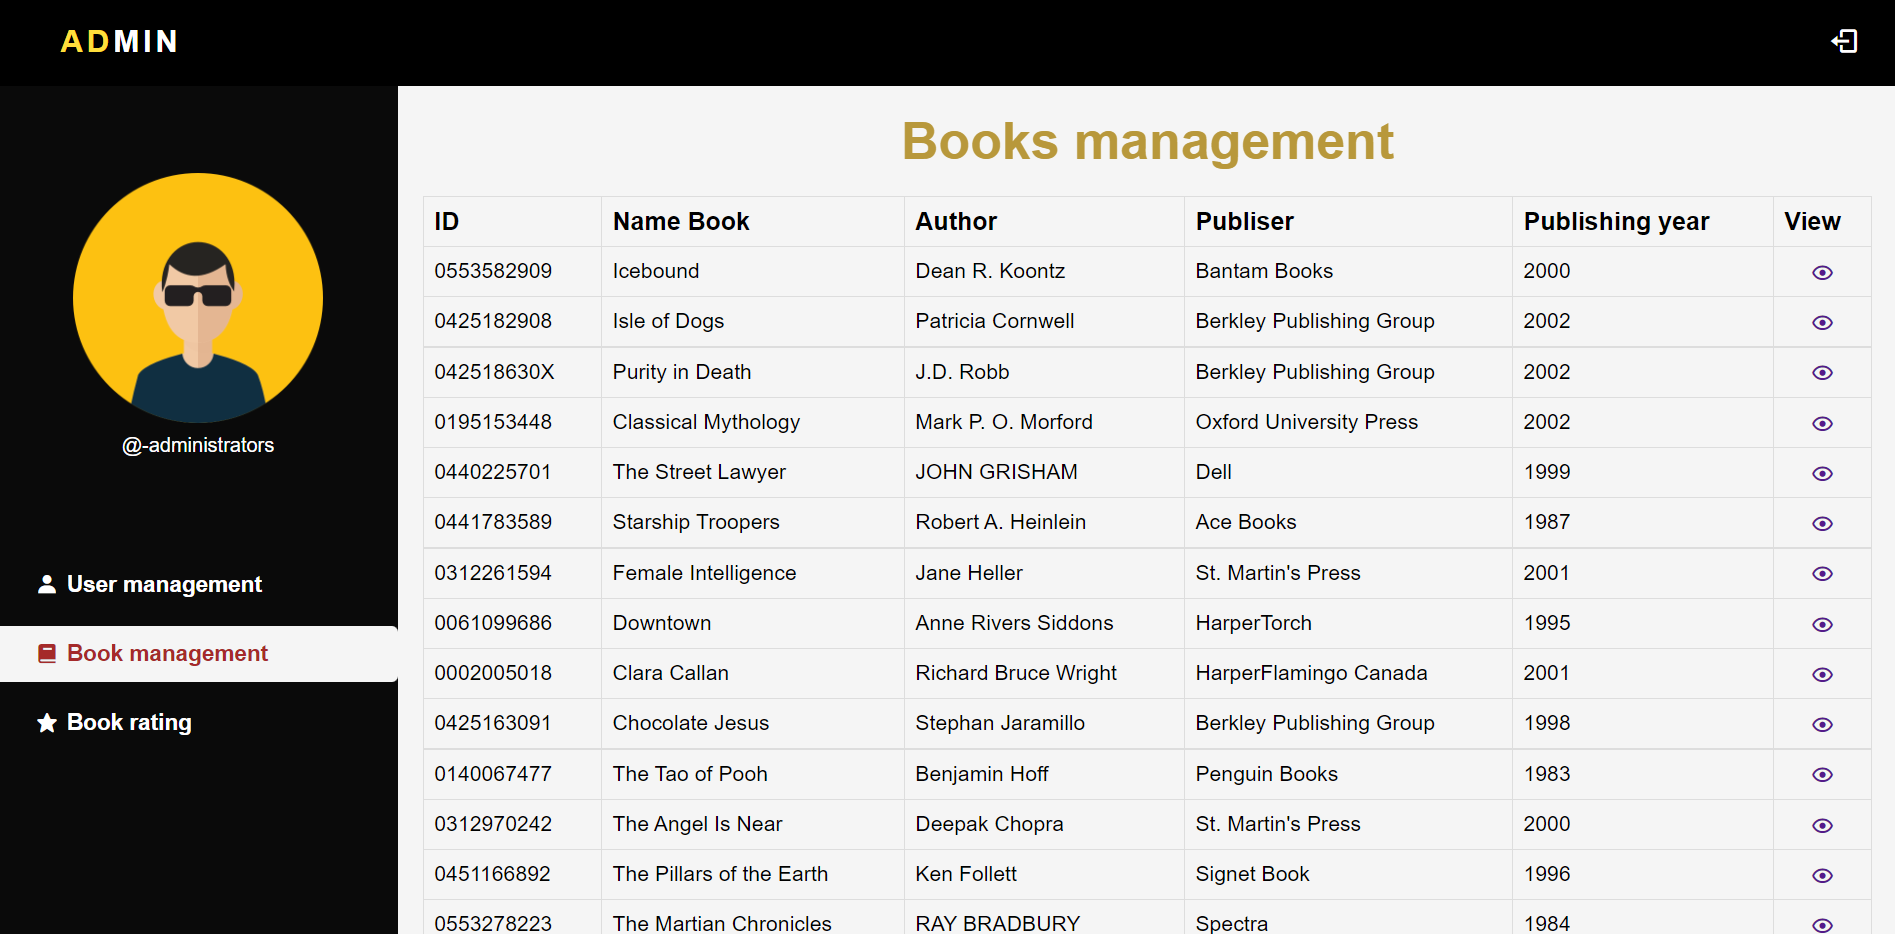 ADMIN
@-administrators
User management
Book management
Book rating
Books management
ID Name Book Author Publiser Publishing year View
0553582909 Icebound Dean R. Koontz Bantam Books 2000
0425182908 Isle of Dogs Patricia Cornwell Berkley Publishing Group 2002
042518630X Purity in Death J.D. Robb Berkley Publishing Group 2002
0195153448 Classical Mythology Mark P. O. Morford Oxford University Press 2002
0440225701 The Street Lawyer JOHN GRISHAM Dell 1999
0441783589 Starship Troopers Robert A. Heinlein Ace Books 1987
0312261594 Female Intelligence Jane Heller St. Martin's Press 2001
0061099686 Downtown Anne Rivers Siddons HarperTorch 1995
0002005018 Clara Callan Richard Bruce Wright HarperFlamingo Canada 2001
0425163091 Chocolate Jesus Stephan Jaramillo Berkley Publishing Group 1998
0140067477 The Tao of Pooh Benjamin Hoff Penguin Books 1983
0312970242 The Angel Is Near Deepak Chopra St. Martin's Press 2000
0451166892 The Pillars of the Earth Ken Follett Signet Book 1996
0553278223 The Martian Chronicles RAY BRADBURY Spectra 1984